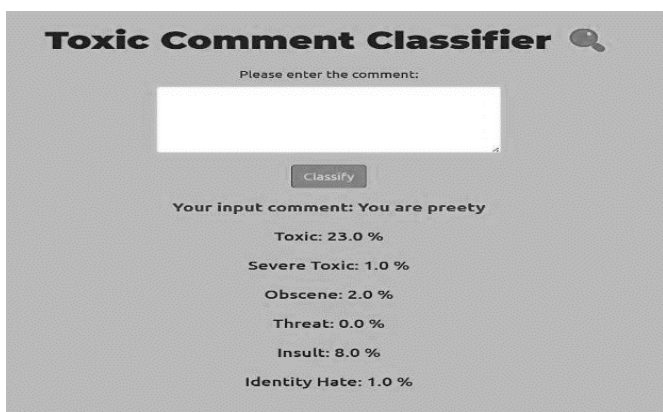 Toxic Comment Classifier
Please enter the comment:
Classify
Your input comment: You are preety
Toxic: 23.0 %
Severe Toxic: 1.0 %
Obscene: 2.0 %
Threat: 0.0 %
Insult: 8.0 %
Identity Hate: 1.0 %